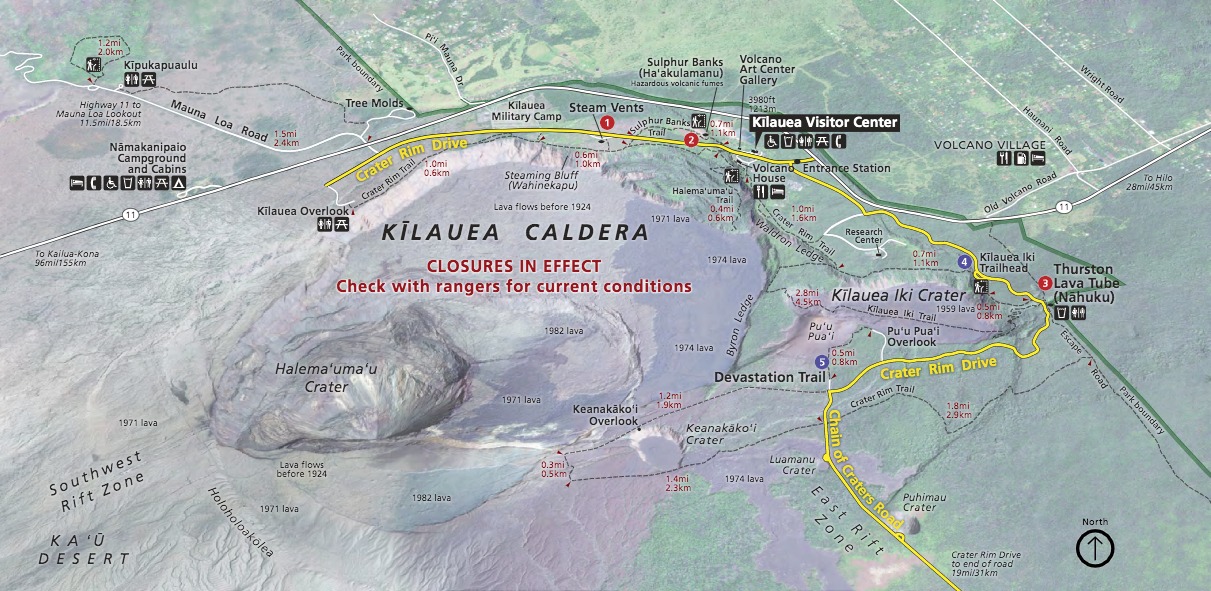 1.2mi
2.0km
Kīpukapuaulu
Highway 11 to
Mauna Loa Lookout
11.5mi/18.5km
Mauna Loa Road
Tree Molds
1.5mi
2.4km
Park boundary
Pi'i Mauna Dr.
Nāmakanipaio
Campground
and Cabins
11
To Kailua-Kona
96mi/155km
Kīlauea
Military Camp
Steam Vents
1
Sulphur Banks
(Ha'akulamanu)
Hazardous volcanic fumes
Volcano
Art Center
Gallery
3980ft
1213m
Kīlauea Visitor Center
Sulphur Banks
Trail
0.7mi
1.1km
2
Crater Rim Drive
Crater Rim Trail
1.0mi
0.6km
0.6mi
1.0km
Steaming Bluff
(Wahinekapu)
Kīlauea Overlook
Volcano
House
Entrance Station
Halema'uma'u
Trail
0.4mi
0.6km
Lava flows before 1924
1971 lava
KĪLAUEA CALDERA
CLOSURES IN EFFECT
Check with rangers for current conditions
1974 lava
1.0mi
1.6km
Crater Rim Trail
Waldron Ledge
Research
Center
0.7mi
1.1km
4
Kīlauea Iki
Trailhead
3
Thurston
Lava Tube
(Nāhuku)
VOLCANO VILLAGE
Haunani Road
Wright Road
Old Volcano Road
11
To Hilo
28mi/45km
2.8mi
4.5km
Kīlauea Iki Crater
1959 lava
Kīlauea Iki Trail
0.5mi
0.8km
Pu'u
Pua'i
Pu'u Pua'i
Overlook
Byron Ledge
1982 lava
1974 lava
Halema'uma'u
Crater
1971 lava
5
0.5mi
0.8km
Devastation Trail
Crater Rim Drive
Crater Rim Trail
Escape Road
Park boundary
1.8mi
2.9km
1.2mi
1.9km
Keanakāko'i
Overlook
Keanakāko'i
Crater
Chain of Craters Road
Luamanu
Crater
1971 lava
Southwest
Rift Zone
Lava flows
before 1924
0.3mi
0.5km
1.4mi
2.3km
1974 lava
1982 lava
1971 lava
Holoholoakōlea
KA'Ū
DESERT
East Rift
Zone
Puhimau
Crater
Crater Rim Drive
to end of road
19mi/31km
North